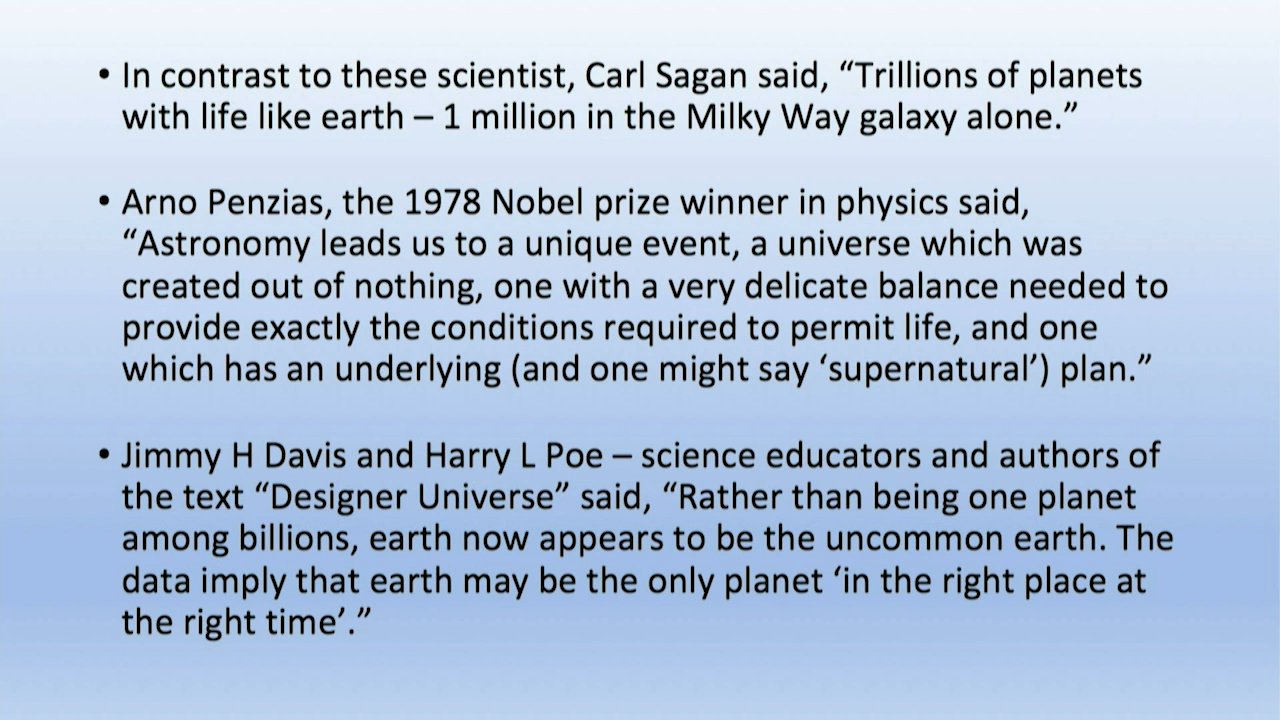 • In contrast to these scientist, Carl Sagan said, “Trillions of planets
with life like earth – 1 million in the Milky Way galaxy alone.”
• Arno Penzias, the 1978 Nobel prize winner in physics said,
“Astronomy leads us to a unique event, a universe which was
created out of nothing, one with a very delicate balance needed to
provide exactly the conditions required to permit life, and one
which has an underlying (and one might say ‘supernatural’) plan.”
• Jimmy H Davis and Harry L Poe – science educators and authors of
the text “Designer Universe” said, “Rather than being one planet
among billions, earth now appears to be the uncommon earth. The
data imply that earth may be the only planet ‘in the right place at
the right time’.”